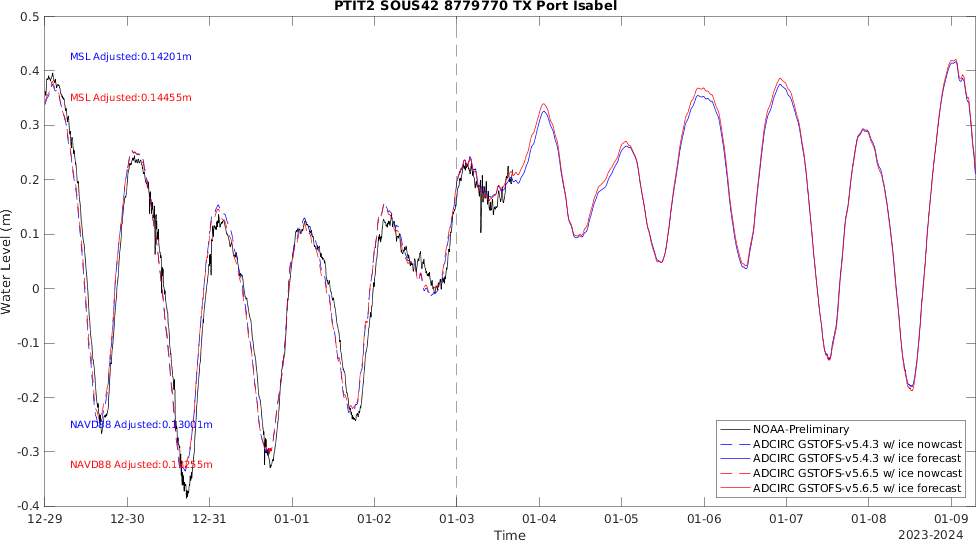 PTIT2 SOUS42 8779770 TX Port Isabel
Water Level (m)
0.5
0.4
0.3
0.2
0.1
0
-0.1
-0.2
-0.3
-0.4
MSL Adjusted:0.14201m
MSL Adjusted:0.14455m
NAVD88 Adjusted:0.13001m
NAVD88 Adjusted:0.13255m
NOAA-Preliminary
ADCIRC GSTOFS-v5.4.3 w/ ice nowcast
ADCIRC GSTOFS-v5.4.3 w/ ice forecast
ADCIRC GSTOFS-v5.6.5 w/ ice nowcast
ADCIRC GSTOFS-v5.6.5 w/ ice forecast
12-29 12-30 12-31 01-01 01-02 01-03 01-04 01-05 01-06 01-07 01-08 01-09
Time
2023-2024